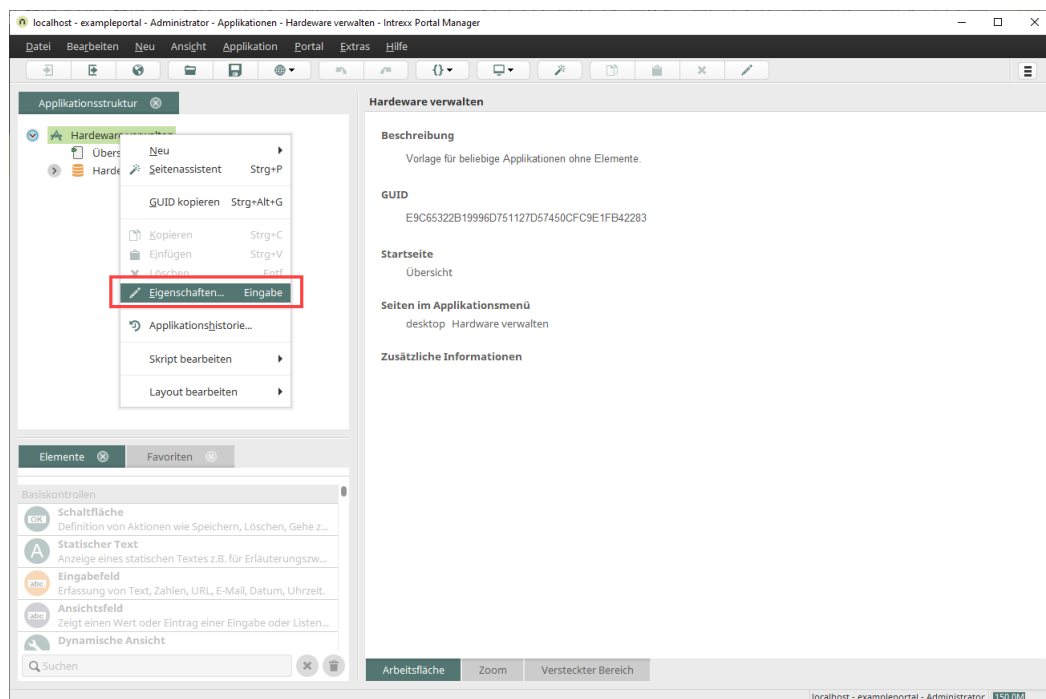 localhost - exampleportal - Administrator - Applikationen - Hardware verwalten - Intrexx Portal Manager
Datei Bearbeiten Neu Ansicht Applikation Portal Extras Hilfe
Applikationsstruktur
Hardware verwalten
Hardware verwalten
Übers
Harde
Neu
Seitenassistent Strg+P
GUID kopieren Strg+Alt+G
Kopieren Strg+C
Einfügen Strg+V
Löschen Entf
Eigenschaften... Eingabe
Applikationshistorie...
Skript bearbeiten
Layout bearbeiten
Beschreibung
Vorlage für beliebige Applikationen ohne Elemente.
GUID
E9C65322B19996D751127D57450CFC9E1FB42283
Startseite
Übersicht
Seiten im Applikationsmenü
desktop Hardware verwalten
Zusätzliche Informationen
Elemente Favoriten
Basiskontrollen
OK
Schaltfläche
Definition von Aktionen wie Speichern, Löschen, Gehe z...
A
Statischer Text
Anzeige eines statischen Textes z.B. für Erläuterungszw...
abc
Eingabefeld
Erfassung von Text, Zahlen, URL, E-Mail, Datum, Uhrzeit.
abc
Ansichtsfeld
Zeigt einen Wert oder Eintrag einer Eingabe oder Listen...
Dynamische Ansicht
Suchen
Arbeitsfläche Zoom Versteckter Bereich
localhost - exampleportal - Administrator 150.0M